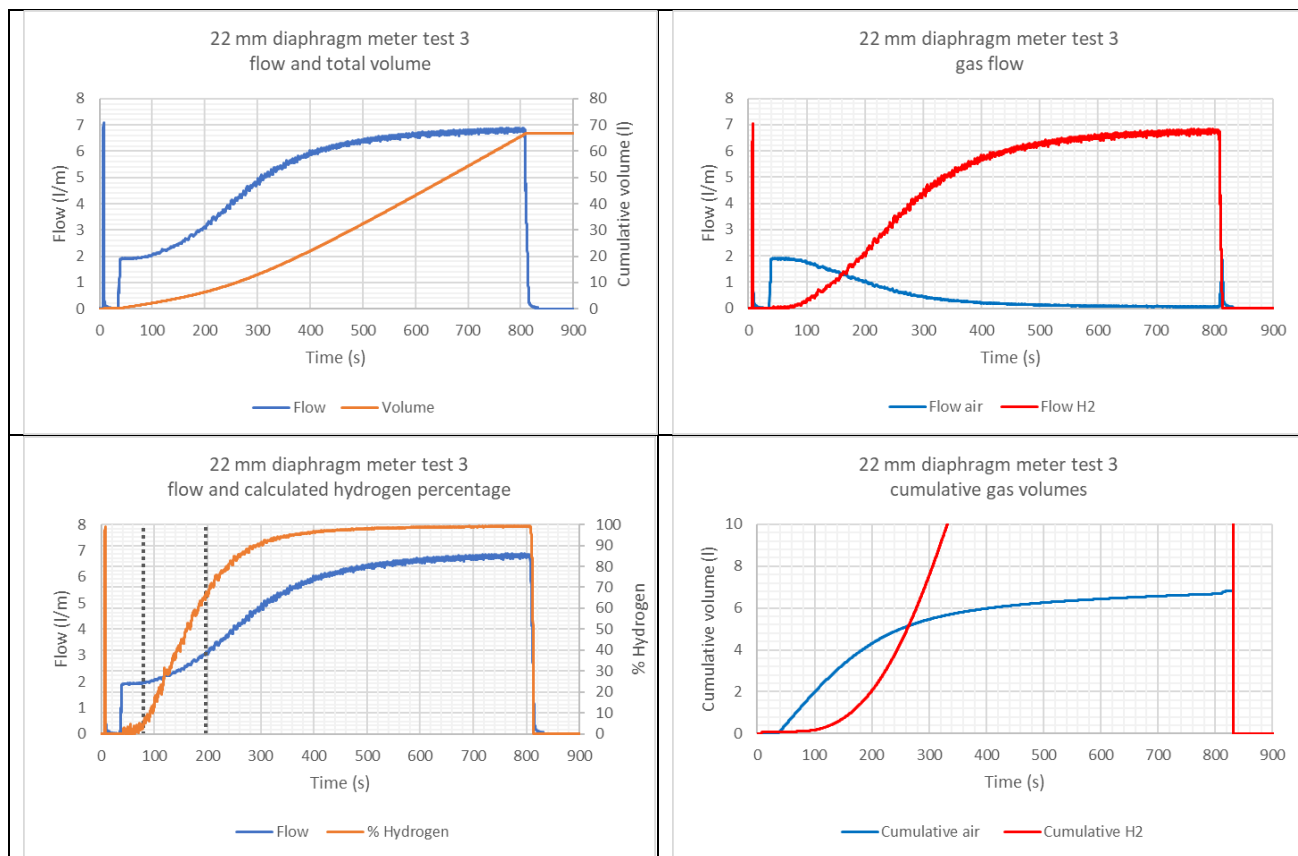 22 mm diaphragm meter test 3
flow and total volume
8
7
6
5
4
3
2
1
0
Flow (l/m)
80
70
60
50
40
30
20
10
0
Cumulative volume (l)
0 100 200 300 400 500 600 700 800 900
Time (s)
Flow Volume
22 mm diaphragm meter test 3
gas flow
8
7
6
5
4
3
2
1
0
Flow (l/m)
0 100 200 300 400 500 600 700 800 900
Time (s)
Flow air Flow H2
22 mm diaphragm meter test 3
flow and calculated hydrogen percentage
8
7
6
5
4
3
2
1
0
Flow (l/m)
100
90
80
70
60
50
40
30
20
10
0
% Hydrogen
0 100 200 300 400 500 600 700 800 900
Time (s)
Flow % Hydrogen
22 mm diaphragm meter test 3
cumulative gas volumes
10
8
6
4
2
0
Cumulative volume (l)
0 100 200 300 400 500 600 700 800 900
Time (s)
Cumulative air Cumulative H2